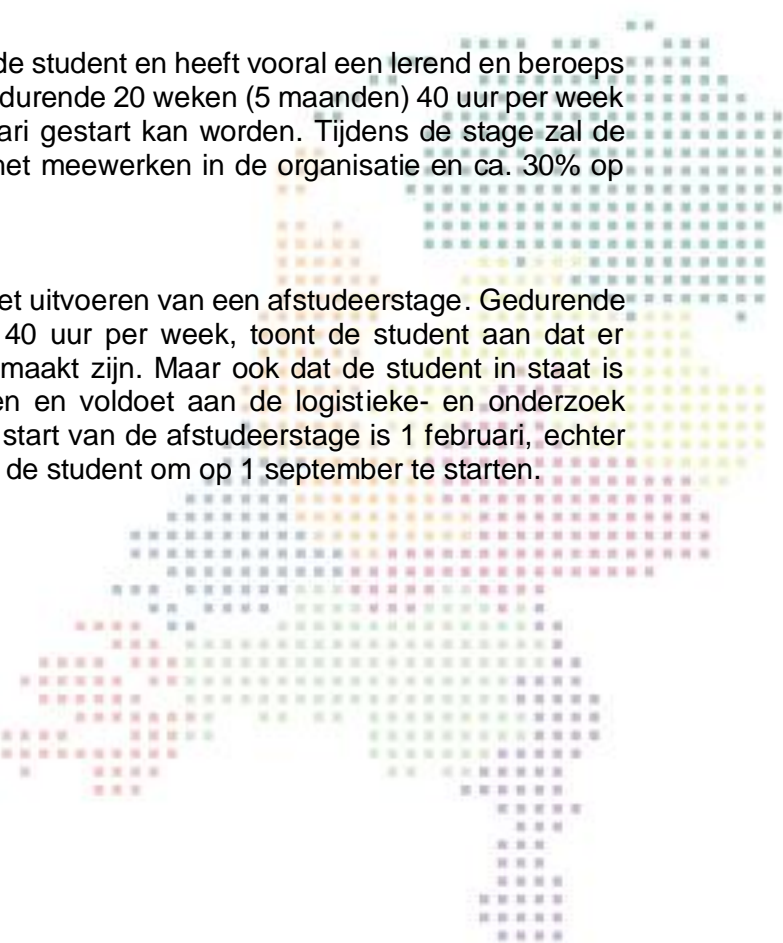 de student en heeft vooral een lerend en beroeps
durende 20 weken (5 maanden) 40 uur per week
ari gestart kan worden. Tijdens de stage zal de
net meewerken in de organisatie en ca. 30% op
et uitvoeren van een afstudeerstage. Gedurende
40 uur per week, toont de student aan dat er
maakt zijn. Maar ook dat de student in staat is
en en voldoet aan de logistieke- en onderzoek
start van de afstudeerstage is 1 februari, echter
de student om op 1 september te starten.